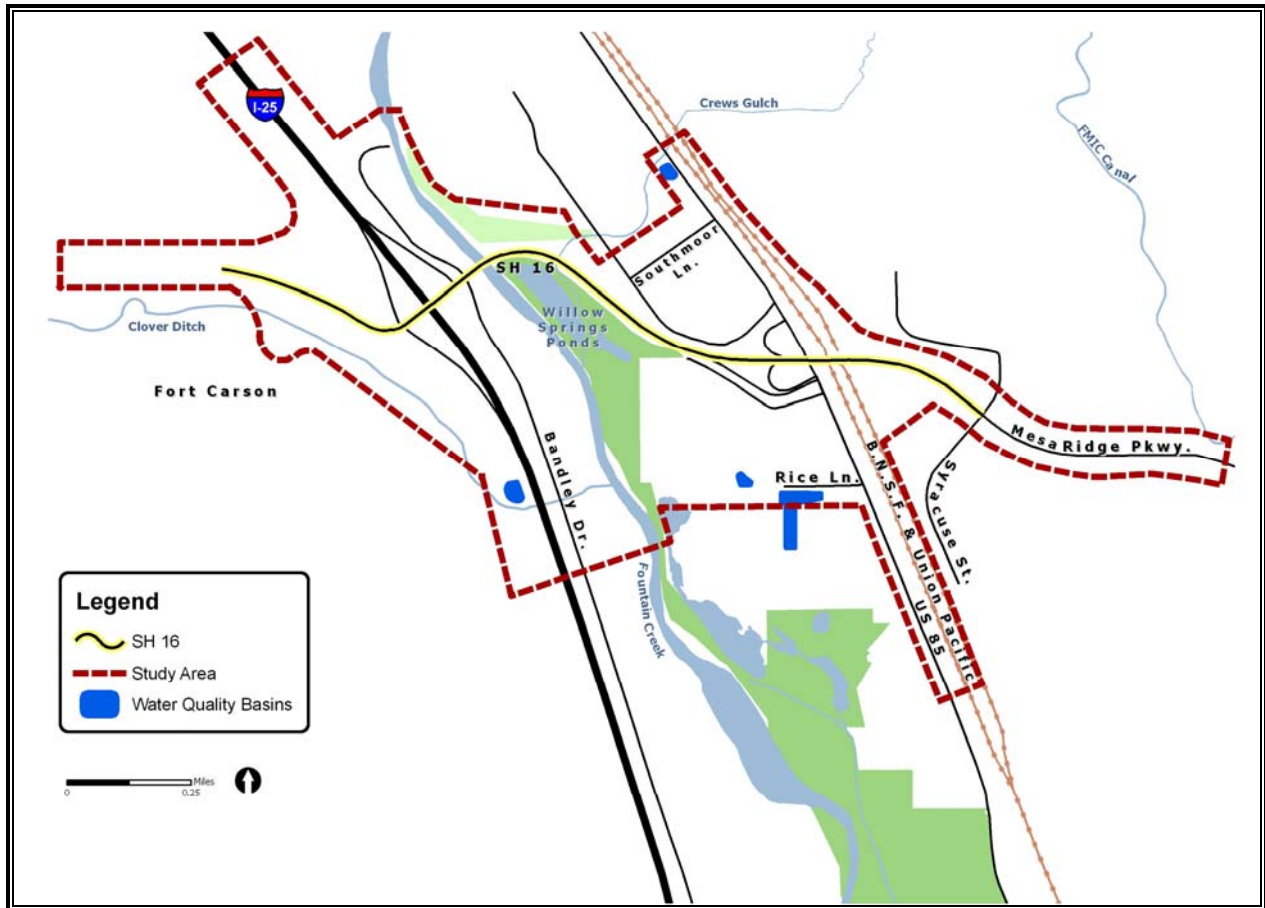 I-25
Crews Gulch
FMIC Canal
Southmoor
Ln.
SH 16
Willow
Springs
Ponds
Clover Ditch
Fort Carson
Mesa Ridge Pkwy.
Bandley Dr.
Rice Ln.
B.N.S.F. & Union Pacific
Syracuse St.
US 85
Fountain Creek
Legend
SH 16
Study Area
Water Quality Basins
Miles
0 0.25